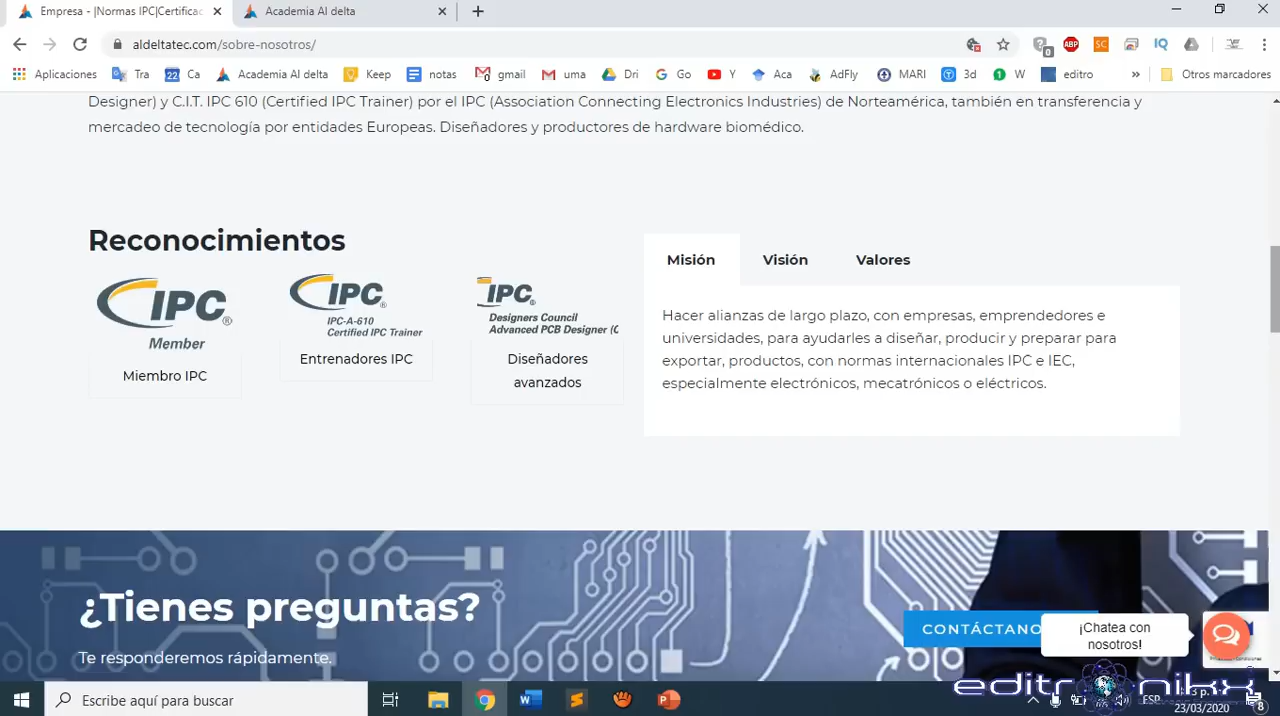 Empresa - |Normas IPC|Certifica
Academia Al delta
aldeltatec.com/sobre-nosotros/
Aplicaciones Tra Ca Academia Al delta Keep notas gmail uma Dri Go Y Aca AdFly MARI 3d W editro » Otros marcadores
Designer) y C.I.T. IPC 610 (Certified IPC Trainer) por el IPC (Association Connecting Electronics Industries) de Norteamérica, también en transferencia y
mercadeo de tecnología por entidades Europeas. Diseñadores y productores de hardware biomédico.
Reconocimientos
IPC®
Member
Miembro IPC
IPC®
IPC-A-610
Certified IPC Trainer
Entrenadores IPC
IPC®
Designers Council
Advanced PCB Designer (C
Diseñadores
avanzados
Misión Visión Valores
Hacer alianzas de largo plazo, con empresas, emprendedores e
universidades, para ayudarles a diseñar, producir y preparar para
exportar, productos, con normas internacionales IPC e IEC,
especialmente electrónicos, mecatrónicos o eléctricos.
¿Tienes preguntas?
Te responderemos rápidamente.
CONTÁCTANO
¡Chatea con
nosotros!
editronikx
Escribe aquí para buscar
ESP
23/03/2020
8